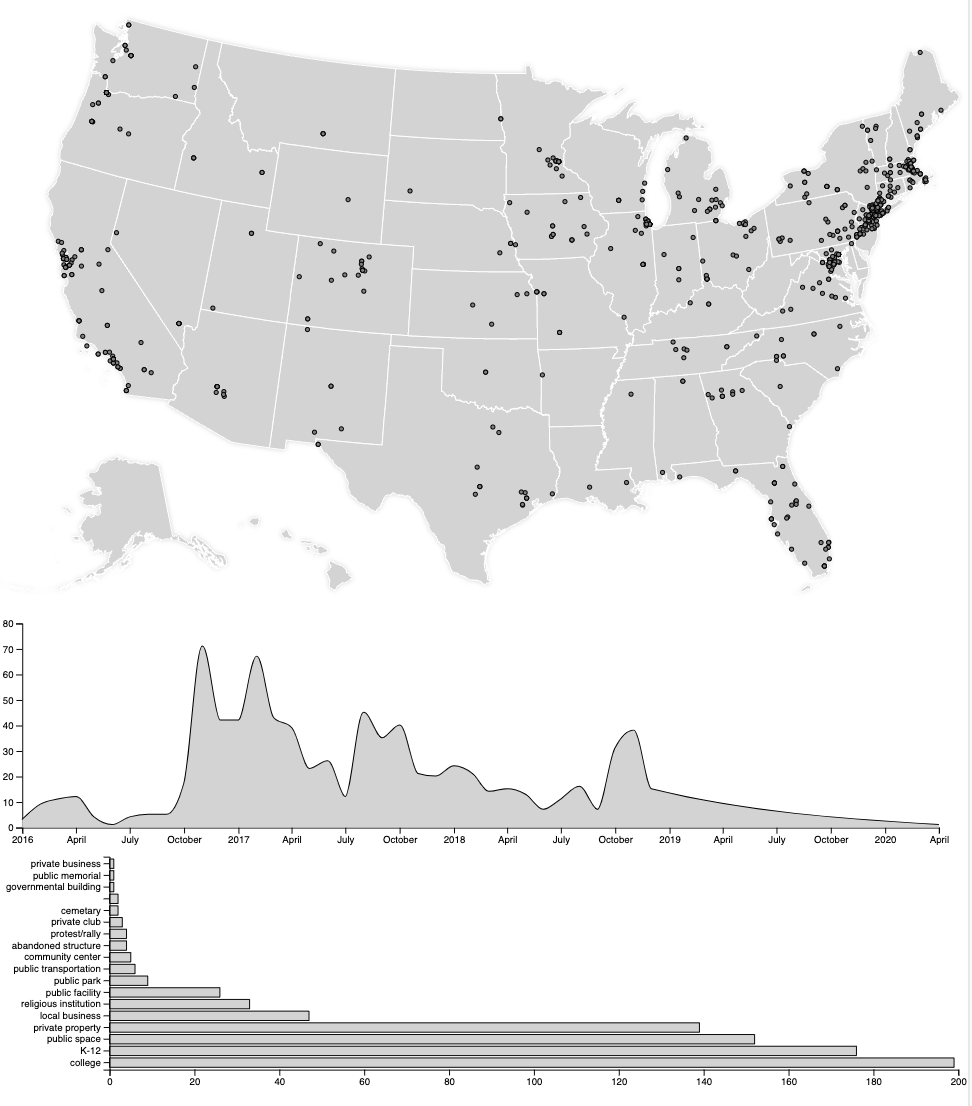 80
70
60
50
40
30
20
10
0
2016 April July October 2017 April July October 2018 April July October 2019 April July October 2020 April
private business
public memorial
governmental building
cemetary
private club
protest/rally
abandoned structure
community center
public transportation
public park
public facility
religious institution
local business
private property
public space
K-12
college
0 20 40 60 80 100 120 140 160 180 200